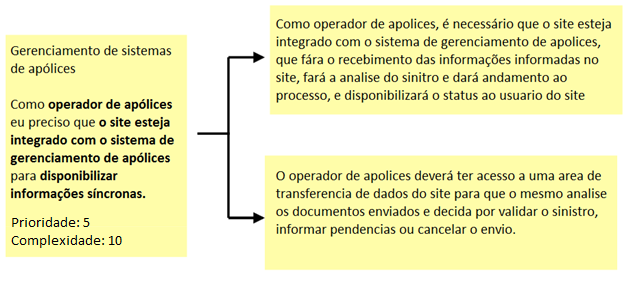 Gerenciamento de sistemas
de apólices
Como operador de apólices
eu preciso que o site esteja
integrado com o sistema de
gerenciamento de apólices
para disponibilizar
informações síncronas.
Prioridade: 5
Complexidade: 10
Como operador de apolices, é necessário que o site esteja
integrado com o sistema de gerenciamento de apolices,
que fára o recebimento das informações informadas no
site, fará a analise do sinitro e dará andamento ao
processo, e disponibilizará o status ao usuario do site
O operador de apolices deverá ter acesso a uma area de
transferencia de dados do site para que o mesmo analise
os documentos enviados e decida por validar o sinistro,
informar pendencias ou cancelar o envio.